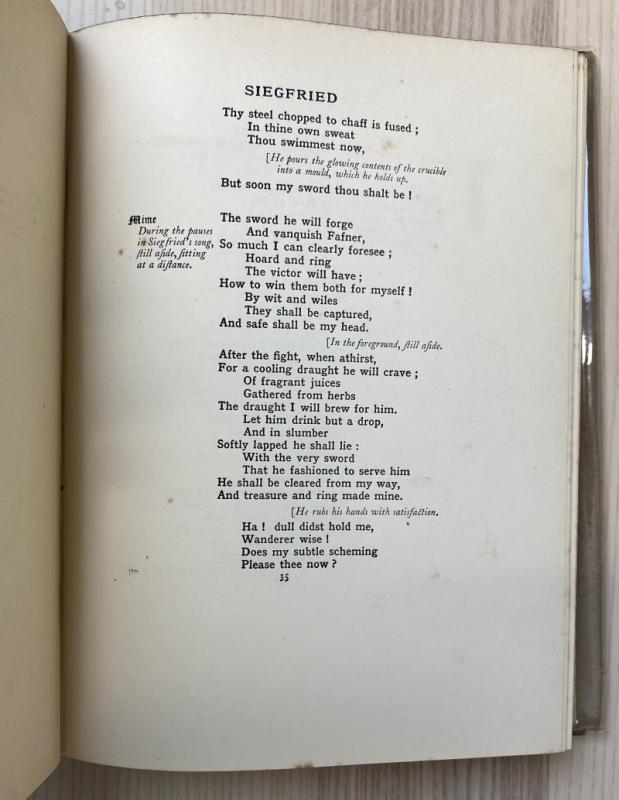 SIEGFRIED
Thy steel chopped to chaff is fused ;
In thine own sweat
Thou swimmest now,
[He pours the glowing contents of the crucible
into a mould, which he holds up.
But soon my sword thou shalt be !
Mime
During the pauses
in Siegfried's song,
ſtill aſide, ſitting
at a diſtance.
The sword he will forge
And vanquish Fafner,
So much I can clearly foresee ;
Hoard and ring
The victor will have ;
How to win them both for myself !
By wit and wiles
They shall be captured,
And safe shall be my head.
[In the foreground, ſtill aſide.
After the fight, when athirst,
For a cooling draught he will crave ;
Of fragrant juices
Gathered from herbs
The draught I will brew for him.
Let him drink but a drop,
And in slumber
Softly lapped he shall lie :
With the very sword
That he fashioned to serve him
He shall be cleared from my way,
And treasure and ring made mine.
[He rubs his hands with satisfaction.
Ha ! dull didst hold me,
Wanderer wise !
Does my subtle scheming
Please thee now ?
35